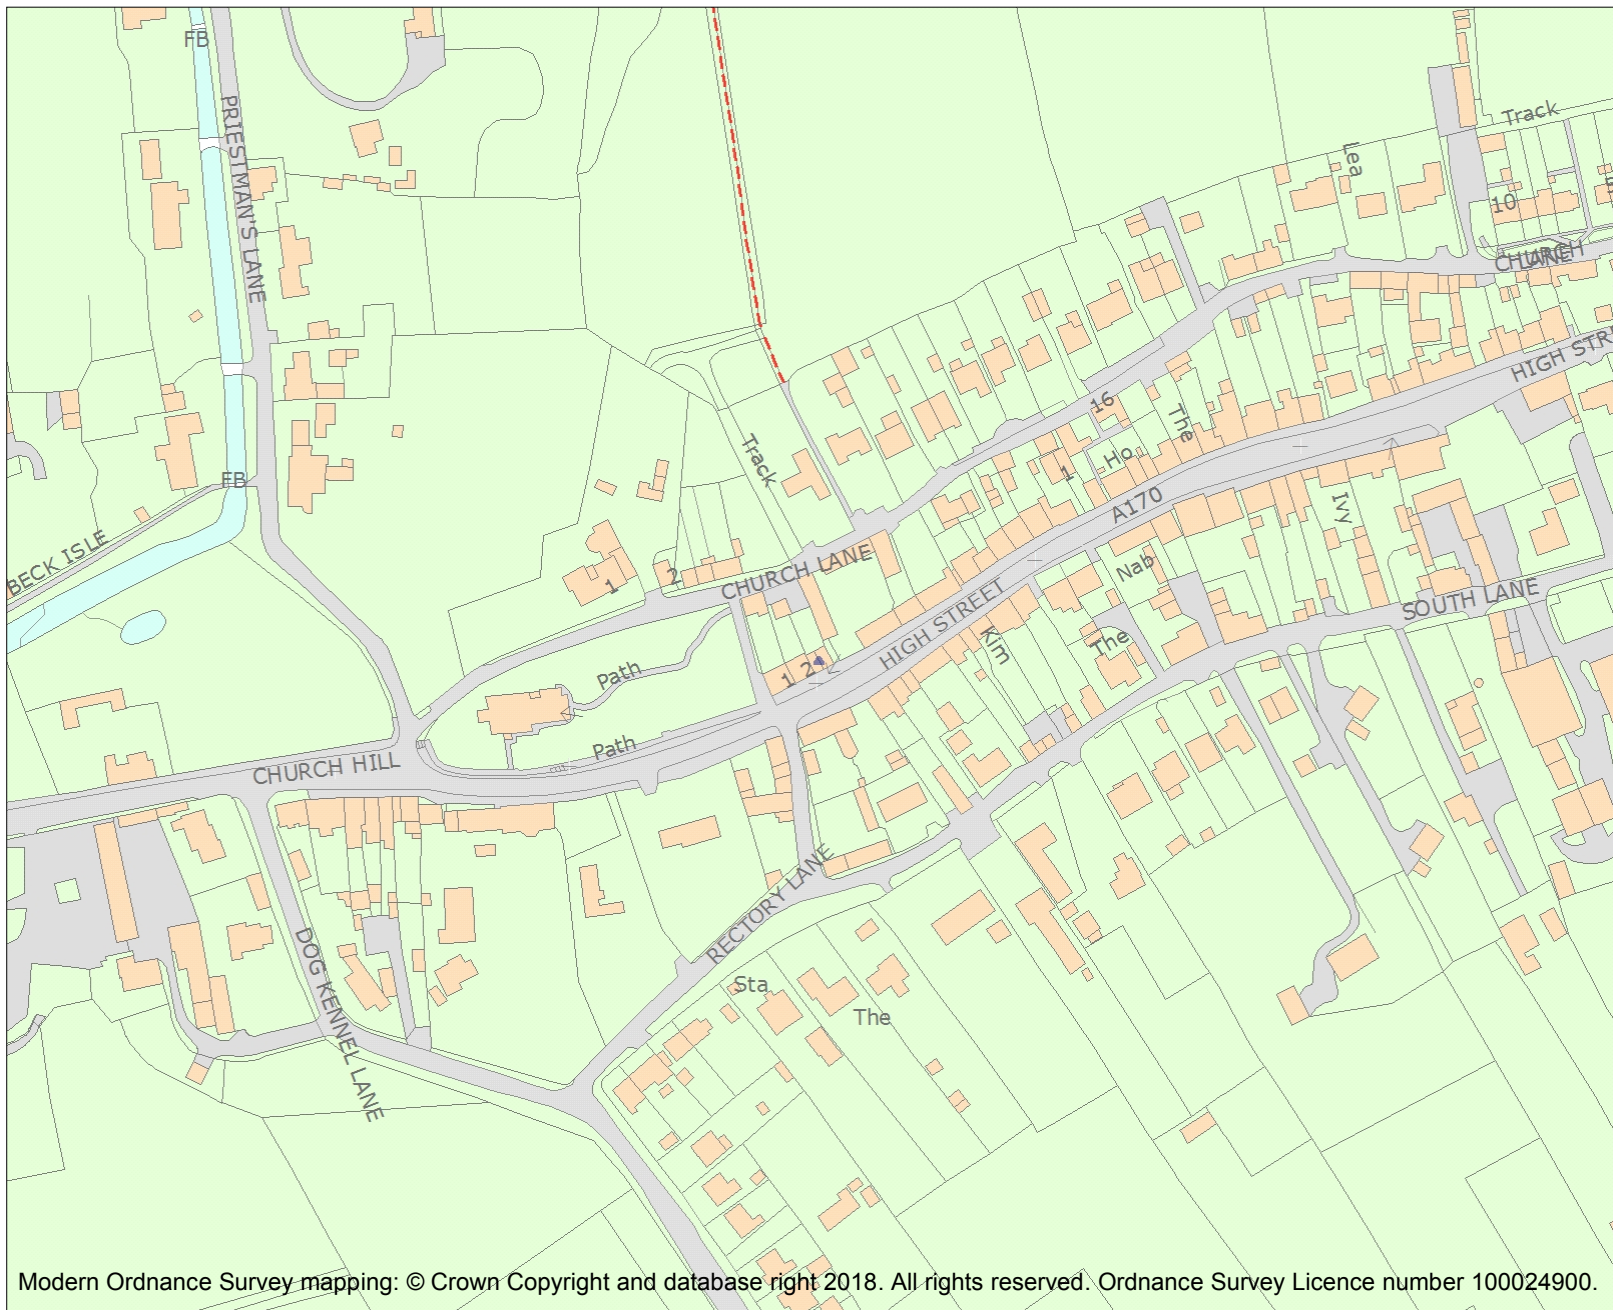 FB
PRIESTMAN'S LANE
Track
Lea
10
CHURCH
LANE
HIGH STR
16
The
Track
Ho
1
A170
FB
Ivy
BECK ISLE
Nab
CHURCH LANE
1
2
SOUTH LANE
HIGH STREET
Kim
The
Path
1
2
Path
CHURCH HILL
RECTORY LANE
DOG KENNEL LANE
Sta
The
Modern Ordnance Survey mapping: © Crown Copyright and database right 2018. All rights reserved. Ordnance Survey Licence number 100024900.